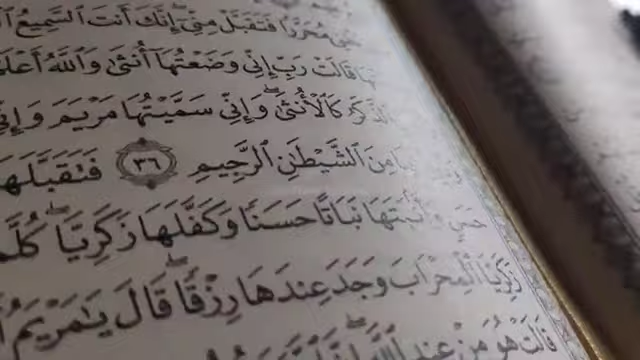 مُحَرَّرًا فَتَقَبَّلْ مِنِّىٓ إِنَّكَ أَنتَ ٱلسَّمِيعُ
قَالَتْ رَبِّ إِنِّى وَضَعْتُهَآ أُنثَىٰ وَٱللَّهُ
كَٱلْأُنثَىٰ وَإِنِّى سَمَّيْتُهَا مَرْيَمَ
مِنَ ٱلشَّيْطَٰنِ ٱلرَّجِيمِ ٣٦ فَتَقَبَّلَهَا
وَأَنۢبَتَهَا نَبَاتًا حَسَنًا وَكَفَّلَهَا زَكَرِيَّا
زَكَرِيَّا ٱلْمِحْرَابَ وَجَدَ عِندَهَا رِزْقًا قَالَ يَٰمَرْيَمُ
قَالَتْ هُوَ مِنْ عِندِ ٱللَّهِ